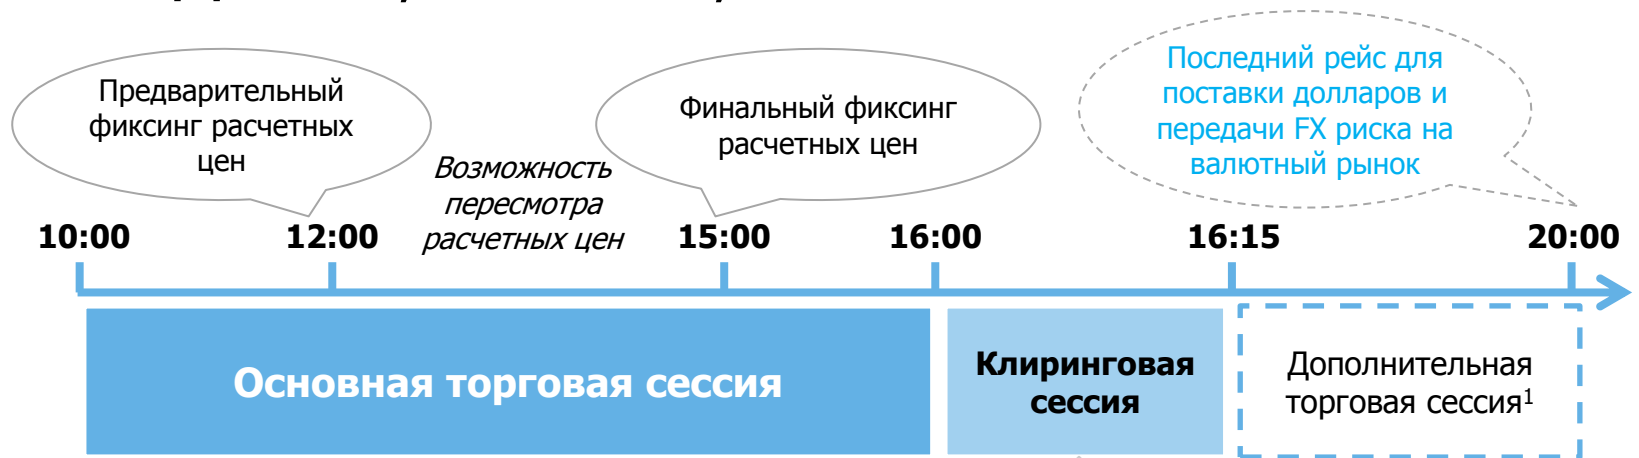 Предварительный
фиксинг расчетных
цен
Возможность
пересмотра
расчетных цен
Финальный фиксинг
расчетных цен
Последний рейс для
поставки долларов и
передачи FX риска на
валютный рынок
10:00
12:00
15:00
16:00
16:15
20:00
Основная торговая сессия
Клиринговая
сессия
Дополнительная
торговая сессия¹